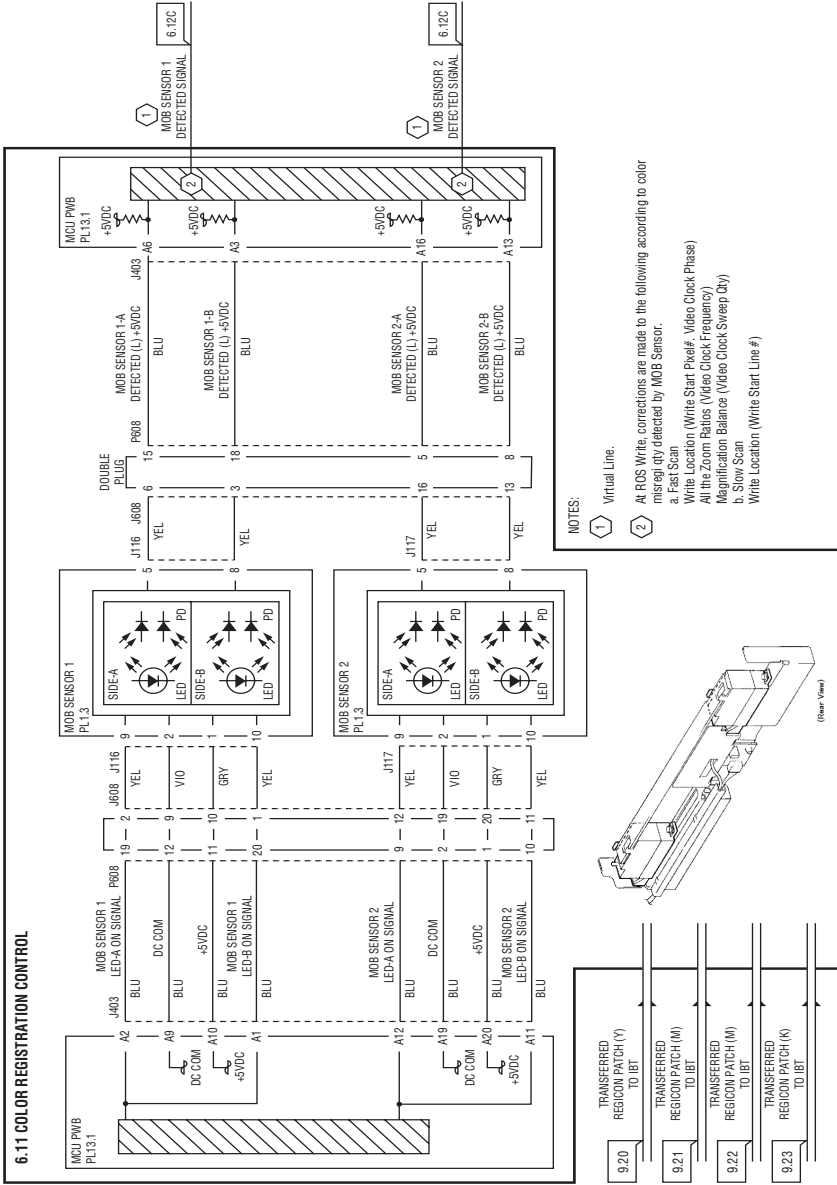 6.11 COLOR REGISTRATION CONTROL
MCU PWB
PL13.1
J403
P608
J608
J116
A2
MOB SENSOR 1
LED-A ON SIGNAL
BLU
19
2
YEL
9
A9
DC COM
BLU
12
9
VIO
2
DC COM
A10
+5VDC
BLU
11
10
GRY
1
+5VDC
A1
MOB SENSOR 1
LED-B ON SIGNAL
BLU
20
1
YEL
10
J117
A12
MOB SENSOR 2
LED-A ON SIGNAL
BLU
9
12
YEL
9
A19
DC COM
BLU
2
19
VIO
2
DC COM
A20
+5VDC
BLU
1
20
GRY
1
+5VDC
A11
MOB SENSOR 2
LED-B ON SIGNAL
BLU
10
11
YEL
10
MOB SENSOR 1
PL1.3
SIDE-A
LED
PD
SIDE-B
LED
PD
MOB SENSOR 2
PL1.3
SIDE-A
LED
PD
SIDE-B
LED
PD
J116
J608
DOUBLE
PLUG
P608
J403
5
YEL
6
15
MOB SENSOR 1-A
DETECTED (L) +5VDC
BLU
A6
+5VDC
8
YEL
3
18
MOB SENSOR 1-B
DETECTED (L) +5VDC
BLU
A3
+5VDC
J117
5
YEL
16
5
MOB SENSOR 2-A
DETECTED (L) +5VDC
BLU
A16
+5VDC
8
YEL
13
8
MOB SENSOR 2-B
DETECTED (L) +5VDC
BLU
A13
+5VDC
MCU PWB
PL13.1
2
2
1
MOB SENSOR 1
DETECTED SIGNAL
6.12C
1
MOB SENSOR 2
DETECTED SIGNAL
6.12C
9.20
TRANSFERRED
REGICON PATCH (Y)
TO IBT
9.21
TRANSFERRED
REGICON PATCH (M)
TO IBT
9.22
TRANSFERRED
REGICON PATCH (M)
TO IBT
9.23
TRANSFERRED
REGICON PATCH (K)
TO IBT
(Rear View)
NOTES:
1 Virtual Line.
2 At ROS Write, corrections are made to the following according to color
misregi qty detected by MOB Sensor.
a. Fast Scan
Write Location (Write Start Pixel#. Video Clock Phase)
All the Zoom Ratios (Video Clock Frequency)
Magnification Balance (Video Clock Sweep Qty)
b. Slow Scan
Write Location (Write Start Line #)